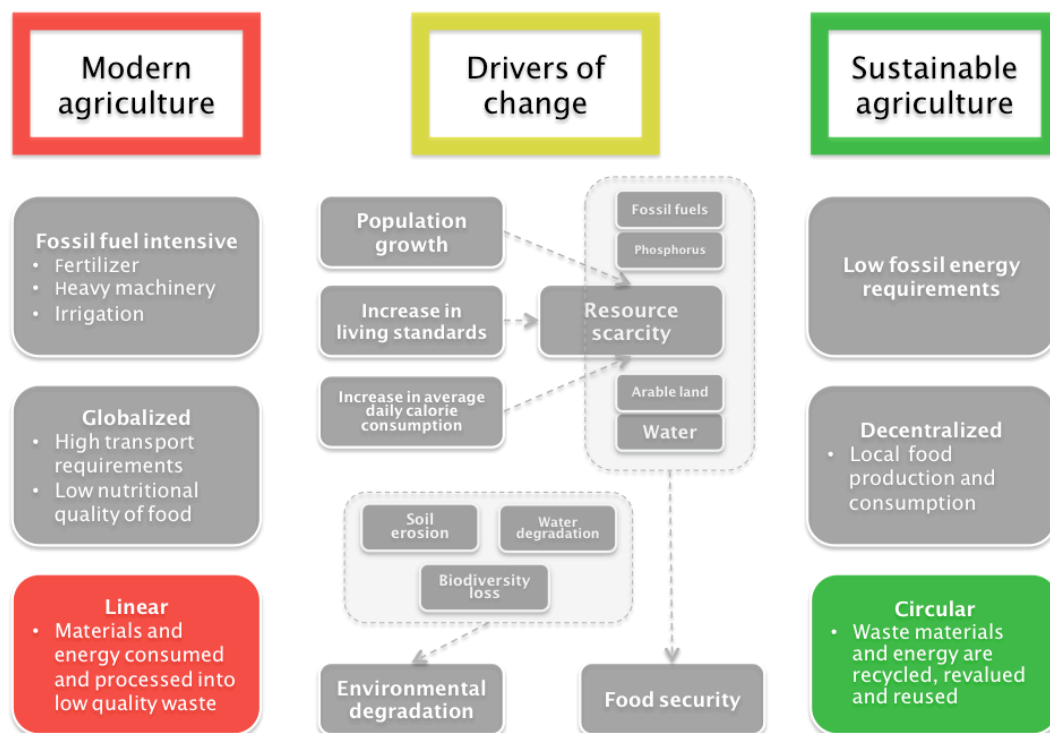 Modern
agriculture
Drivers of
change
Sustainable
agriculture
Fossil fuel intensive
• Fertilizer
• Heavy machinery
• Irrigation
Globalized
• High transport
requirements
• Low nutritional
quality of food
Linear
• Materials and
energy consumed
and processed into
low quality waste
Population
growth
Increase in
living standards
Increase in average
daily calorie
consumption
Fossil fuels
Phosphorus
Resource
scarcity
Arable land
Water
Soil
erosion
Water
degradation
Biodiversity
loss
Environmental
degradation
Food security
Low fossil energy
requirements
Decentralized
• Local food
production and
consumption
Circular
• Waste materials
and energy are
recycled, revalued
and reused